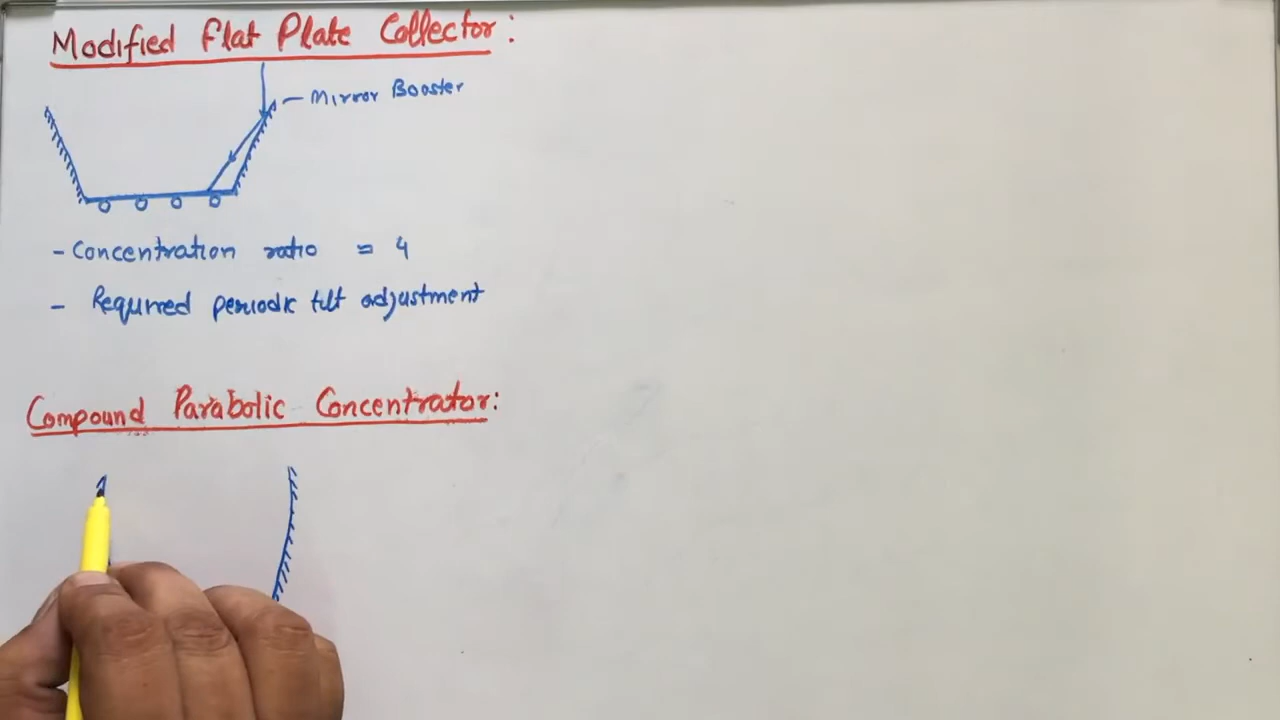 Modified Flat Plate Collector:
Mirror Booster
- Concentration ratio = 4
- Required periodic tilt adjustment
Compound Parabolic Concentrator: